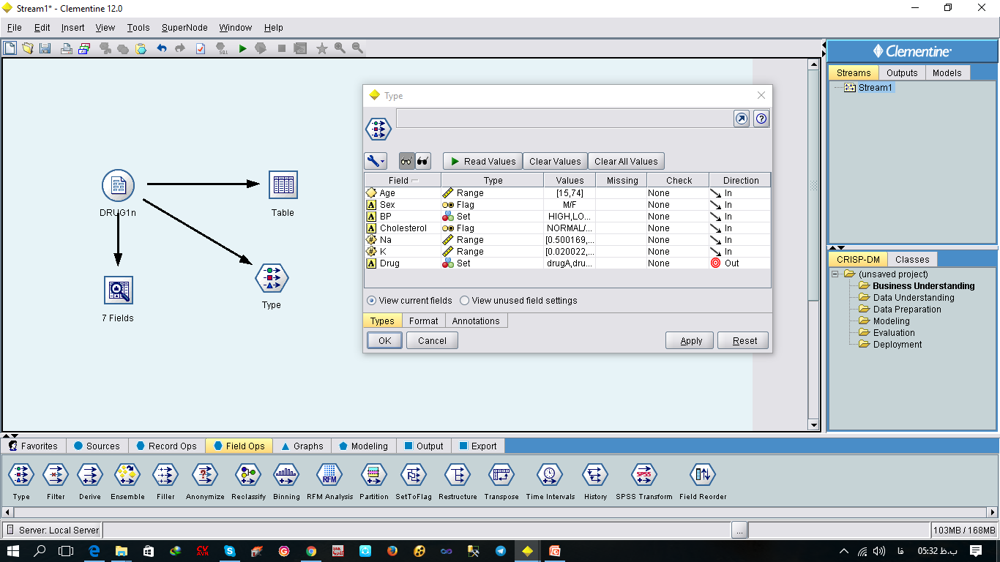 Stream1* - Clementine 12.0
File Edit Insert View Tools SuperNode Window Help
SQL
Clementine
Streams Outputs Models
Stream1
DRUG1n
Table
7 Fields
Type
Type
Read Values Clear Values Clear All Values
Field Type Values Missing Check Direction
Age Range [15,74] None In
A Sex Flag M/F None In
A BP Set HIGH,LO... None In
A Cholesterol Flag NORMAL/... None In
# Na Range [0.500169,... None In
# K Range [0.020022,... None In
A Drug Set drugA,dru... None Out
View current fields View unused field settings
Types Format Annotations
OK Cancel Apply Reset
CRISP-DM Classes
(unsaved project)
Business Understanding
Data Understanding
Data Preparation
Modeling
Evaluation
Deployment
Favorites Sources Record Ops Field Ops Graphs Modeling Output Export
RFM SPSS
Type Filter Derive Ensemble Filler Anonymize Reclassify Binning RFM Analysis Partition SetToFlag Restructure Transpose Time Intervals History SPSS Transform Field Reorder
Server: Local Server ... 103MB / 168MB
فا 05:32 ب.ظ